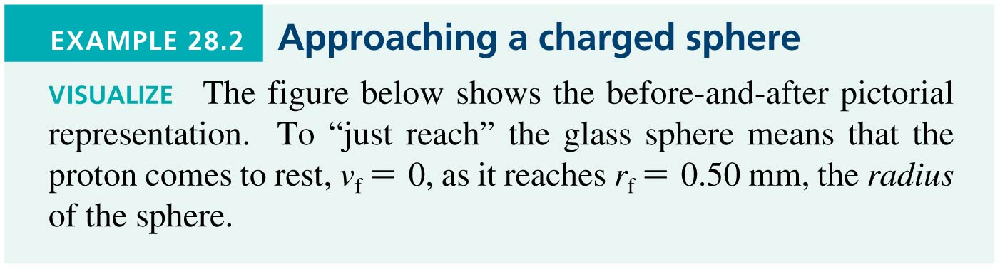 EXAMPLE 28.2 Approaching a charged sphere
VISUALIZE The figure below shows the before-and-after pictorial
representation. To “just reach” the glass sphere means that the
proton comes to rest, v_f = 0, as it reaches r_f = 0.50 mm, the radius
of the sphere.